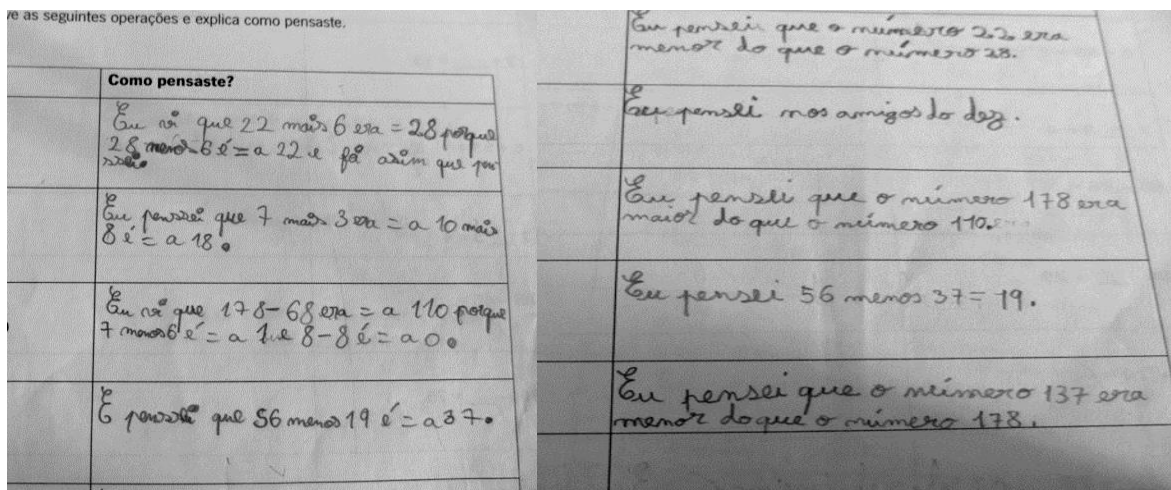 ve as seguintes operações e explica como pensaste.
Como pensaste?
Eu vi que 22 mais 6 era = 28 porque
28 menos 6 é = a 22 e foi asim que pen
ssei.
Eu penssei que 7 mais 3 era = a 10 mais
8 é = a 18.
Eu vi que 178-68 era = a 110 porque
7 menos 6 é = a 1 e 8-8 é = a 0.
E penssei que 56 menos 19 é = a 37.
Eu pensei que o número 22 era
menor do que o número 28.
Eu pensei nos amigos do dez.
Eu pensei que o número 178 era
maior do que o número 110.
Eu pensei 56 menos 37 = 19.
Eu pensei que o número 137 era
menor do que o número 178.